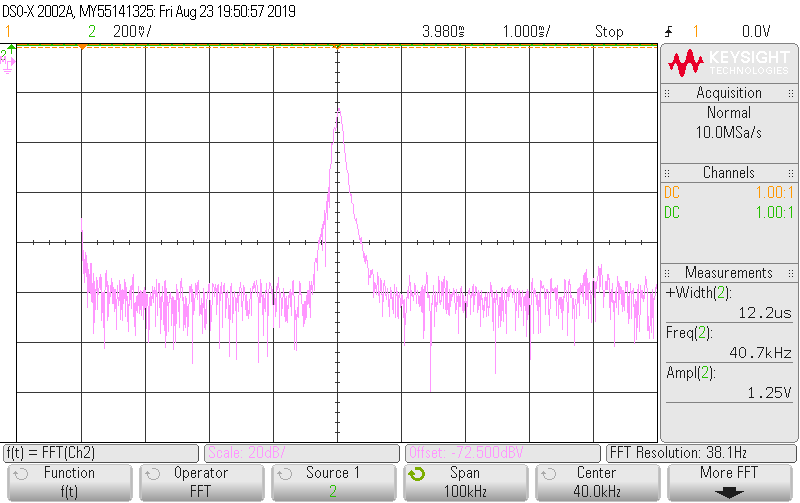 DSO-X 2002A, MY55141325: Fri Aug 23 19:50:57 2019
1 2 200mV/ 3.980s 1.000s/ Stop 1 0.0V
KEYSIGHT
TECHNOLOGIES
Acquisition
Normal
10.0MSa/s
Channels
DC 1.00:1
DC 1.00:1
Measurements
+Width(2):
12.2us
Freq(2):
40.7kHz
Ampl(2):
1.25V
f(t) = FFT(Ch2) Scale: 20dB/ Offset: -72.500dBV FFT Resolution: 38.1Hz
Function Operator Source 1 Span Center More FFT
f(t) FFT 2 100kHz 40.0kHz